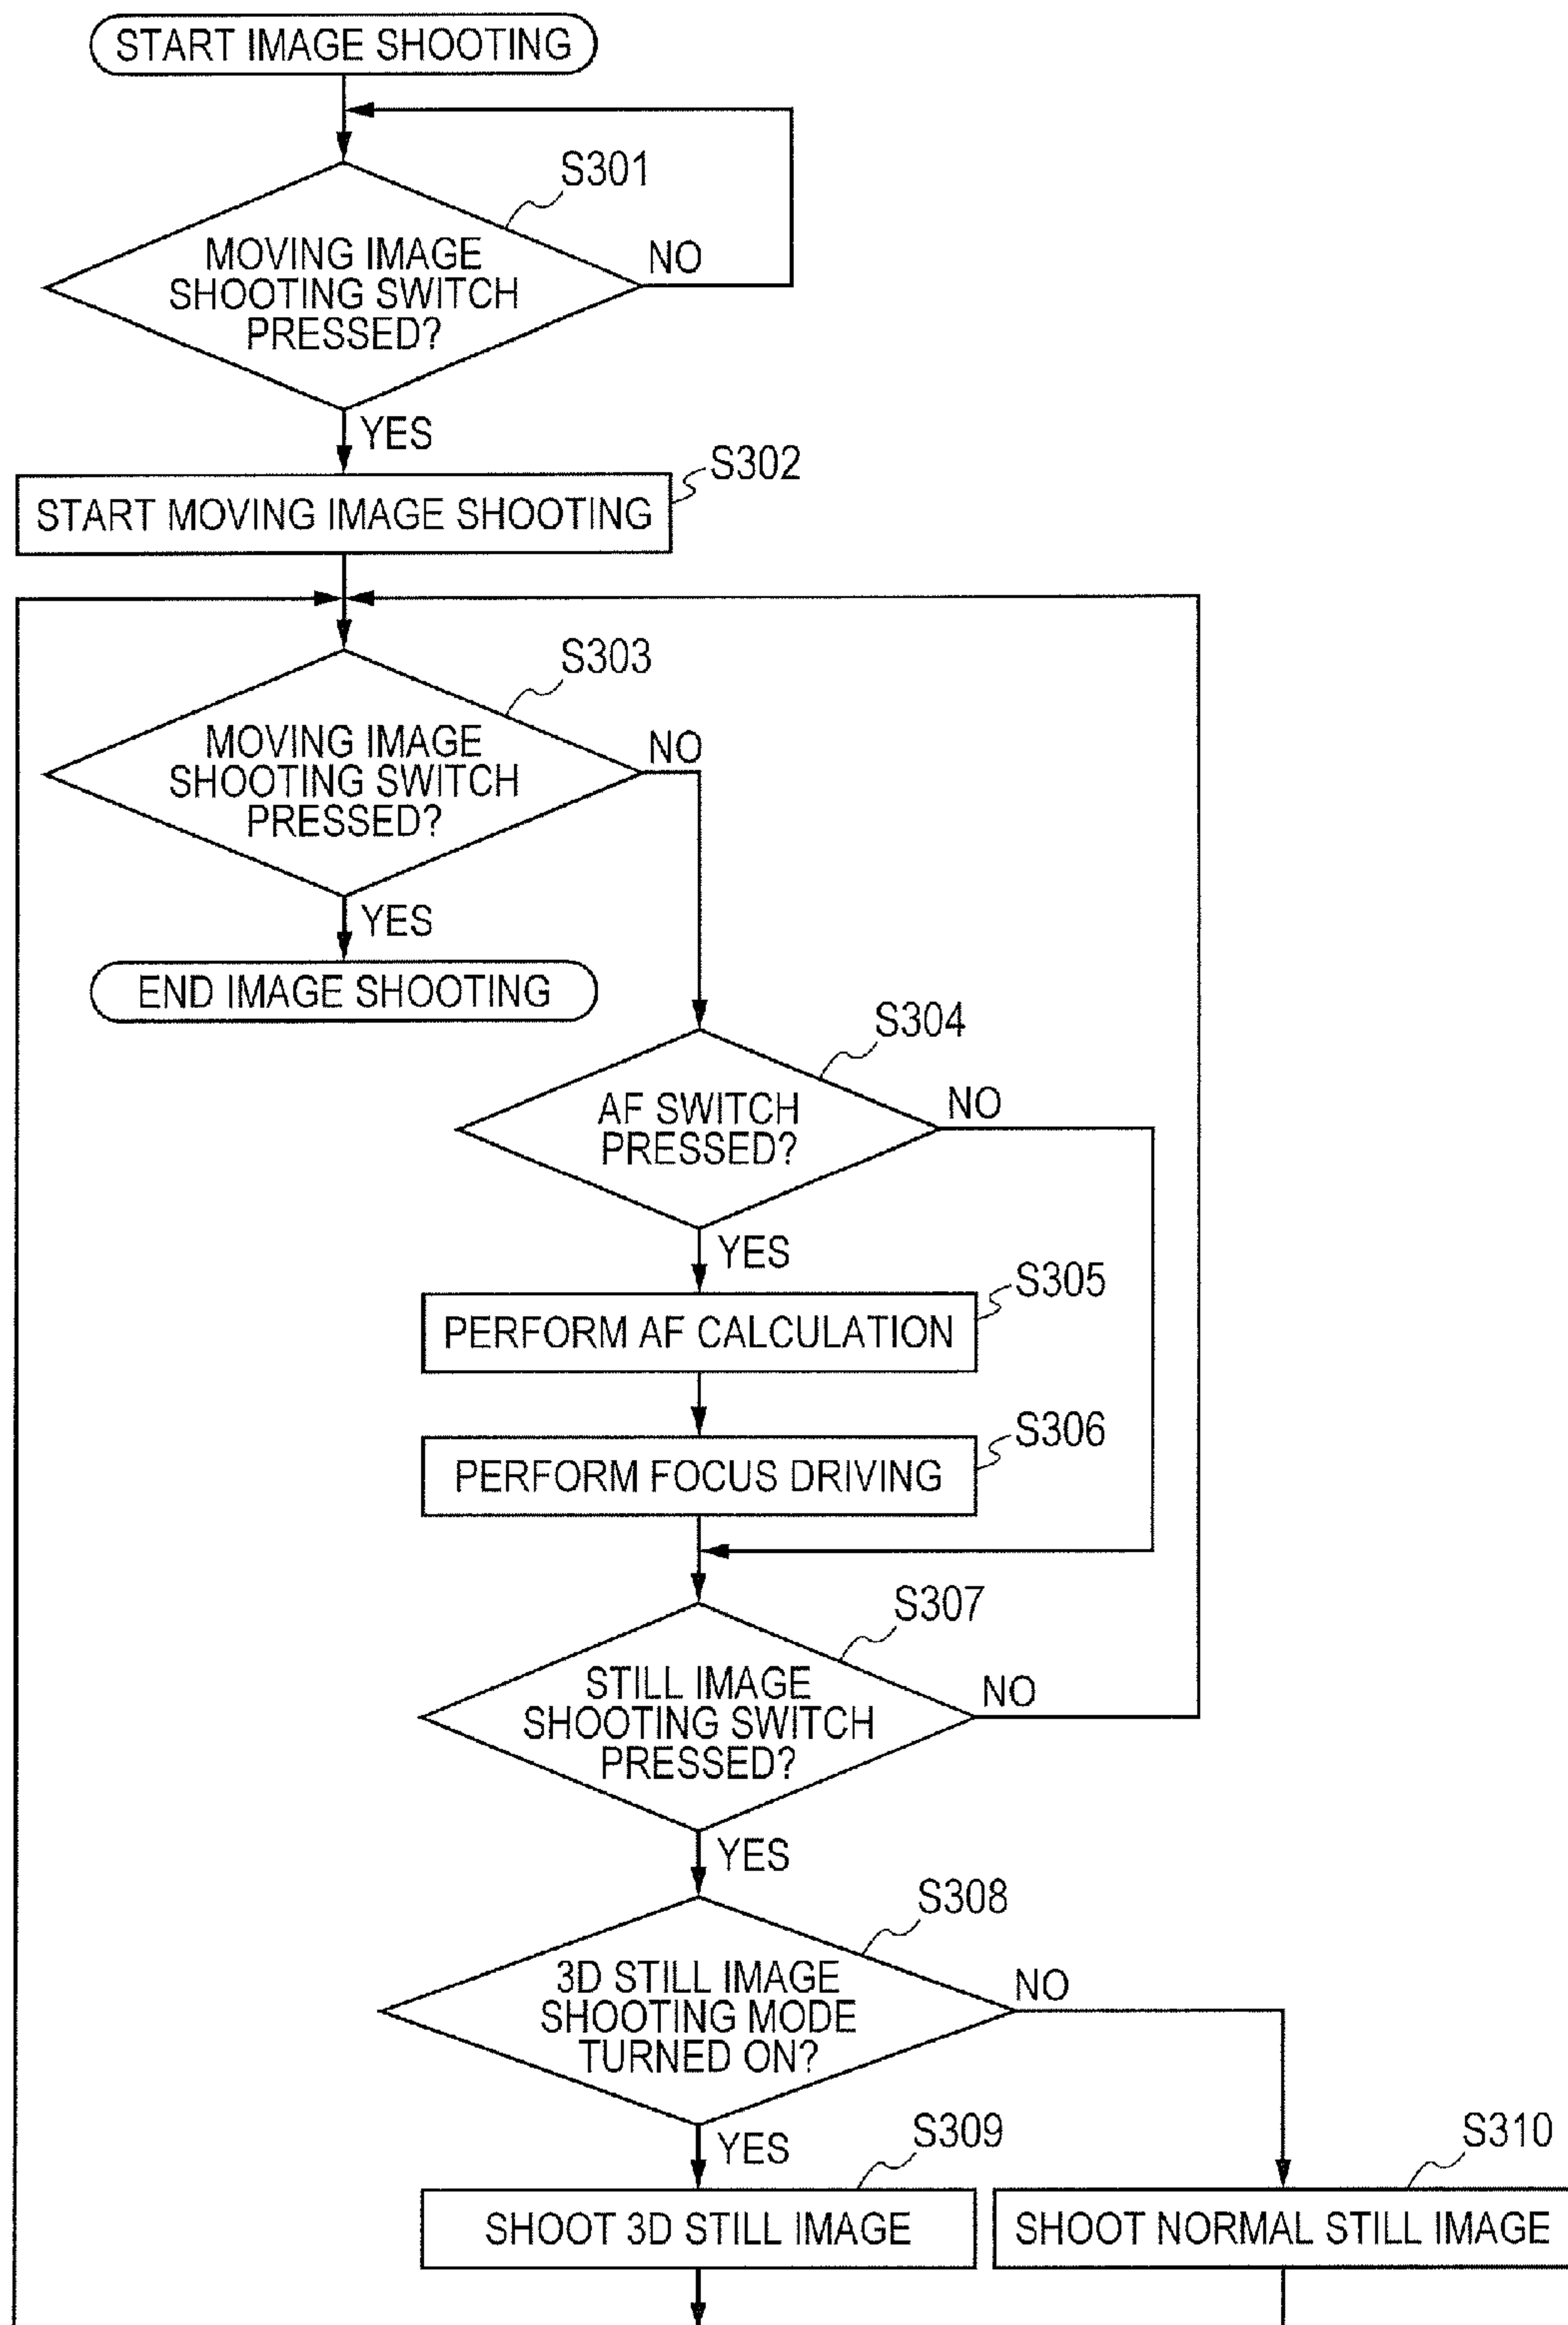 START IMAGE SHOOTING
S301
MOVING IMAGE
SHOOTING SWITCH
PRESSED?
NO
YES
S302
START MOVING IMAGE SHOOTING
S303
MOVING IMAGE
SHOOTING SWITCH
PRESSED?
NO
YES
END IMAGE SHOOTING
S304
AF SWITCH
PRESSED?
NO
YES
S305
PERFORM AF CALCULATION
S306
PERFORM FOCUS DRIVING
S307
STILL IMAGE
SHOOTING SWITCH
PRESSED?
NO
YES
S308
3D STILL IMAGE
SHOOTING MODE
TURNED ON?
NO
YES
S309
SHOOT 3D STILL IMAGE
S310
SHOOT NORMAL STILL IMAGE